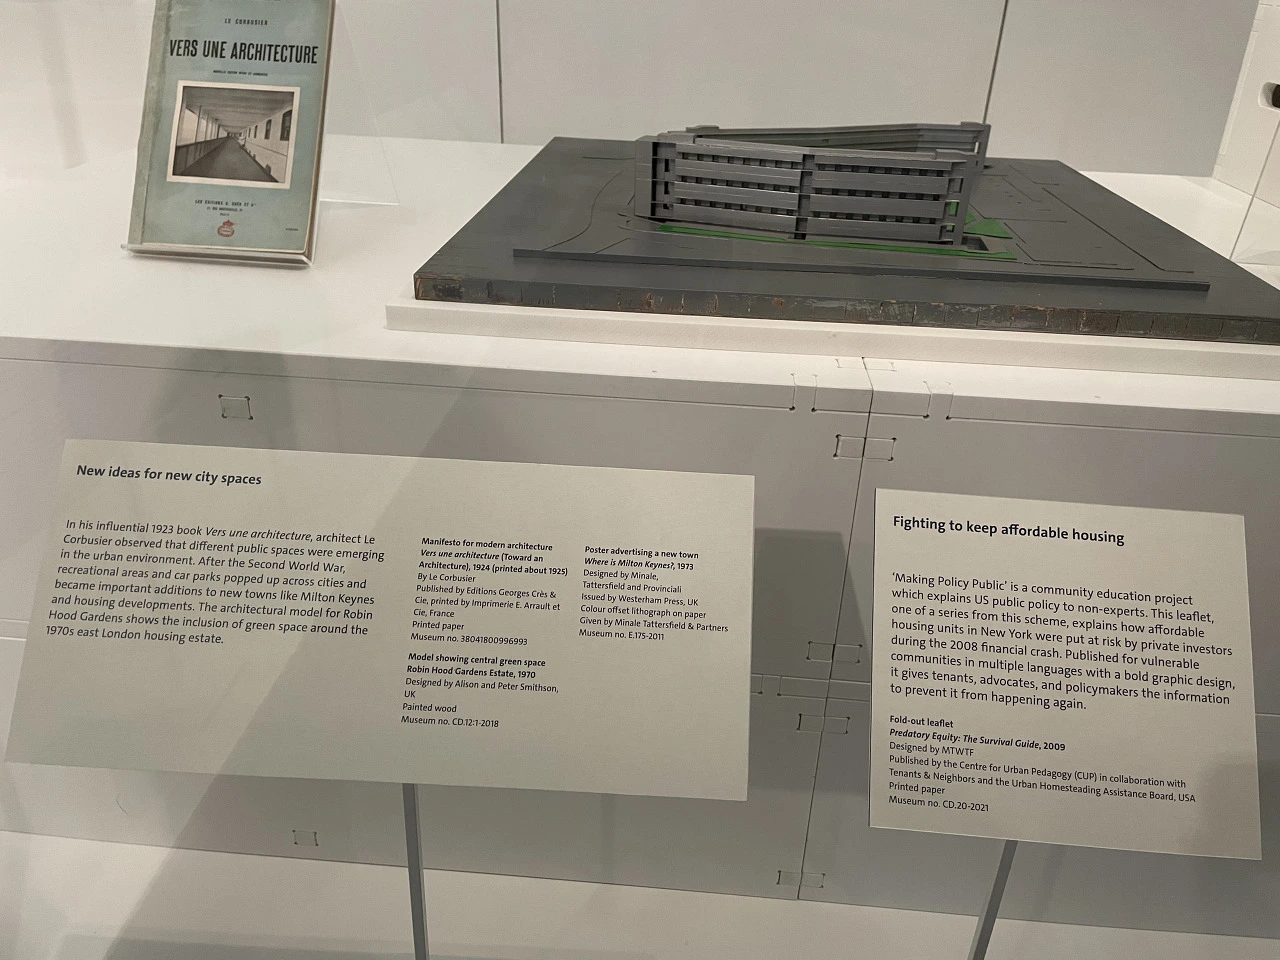 LE CORBUSIER
VERS UNE ARCHITECTURE
New ideas for new city spaces
In his influential 1923 book Vers une architecture, architect Le
Corbusier observed that different public spaces were emerging
in the urban environment. After the Second World War,
recreational areas and car parks popped up across cities and
became important additions to new towns like Milton Keynes
and housing developments. The architectural model for Robin
Hood Gardens shows the inclusion of green space around the
1970s east London housing estate.
Manifesto for modern architecture
Vers une architecture (Toward an
Architecture), 1924 (printed about 1925)
By Le Corbusier
Published by Editions Georges Crès &
Cie, printed by Imprimerie E. Arrault et
Cie, France
Printed paper
Museum no. 38041800996993
Model showing central green space
Robin Hood Gardens Estate, 1970
Designed by Alison and Peter Smithson,
UK
Painted wood
Museum no. CD.12:1-2018
Poster advertising a new town
Where is Milton Keynes?, 1973
Designed by Minale,
Tattersfield and Provinciali
Issued by Westerham Press, UK
Colour offset lithograph on paper
Given by Minale Tattersfield & Partners
Museum no. E.175-2011
Fighting to keep affordable housing
'Making Policy Public' is a community education project
which explains US public policy to non-experts. This leaflet,
one of a series from this scheme, explains how affordable
housing units in New York were put at risk by private investors
during the 2008 financial crash. Published for vulnerable
communities in multiple languages with a bold graphic design,
it gives tenants, advocates, and policymakers the information
to prevent it from happening again.
Fold-out leaflet
Predatory Equity: The Survival Guide, 2009
Designed by MTWTF
Published by the Centre for Urban Pedagogy (CUP) in collaboration with
Tenants & Neighbors and the Urban Homesteading Assistance Board, USA
Printed paper
Museum no. CD.20-2021